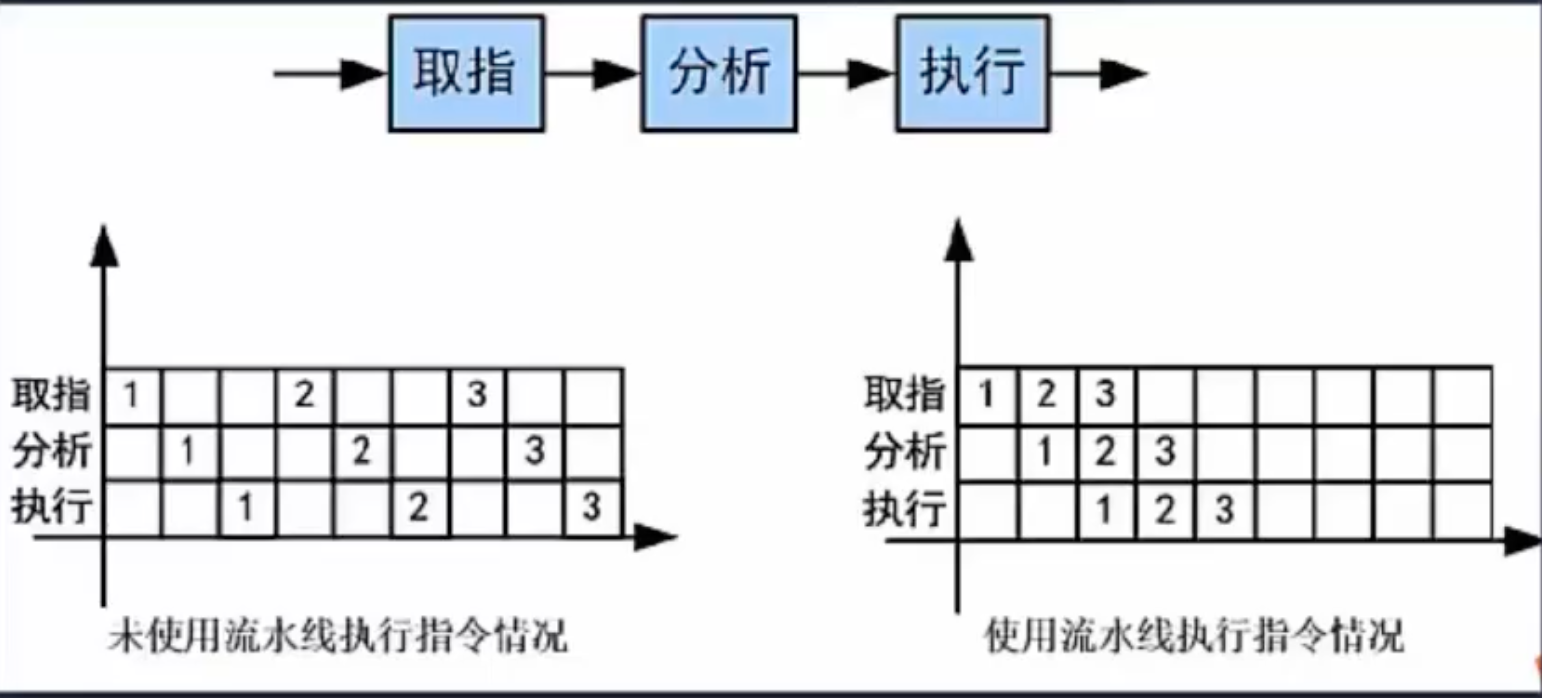 取指 分析 执行
取指 1 2 3
分析 1 2 3
执行 1 2 3
未使用流水线执行指令情况
取指 1 2 3
分析 1 2 3
执行 1 2 3
使用流水线执行指令情况